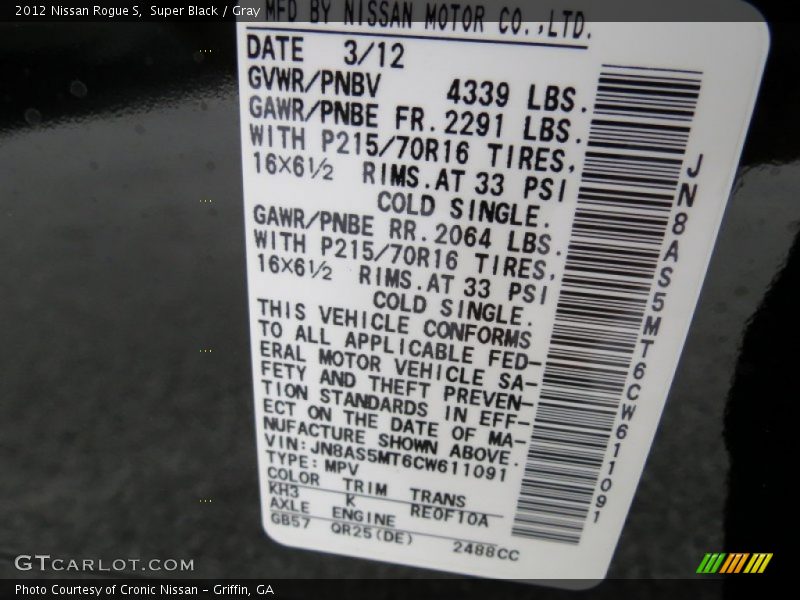 2012 Nissan Rogue S, Super Black / Gray
MFD BY NISSAN MOTOR CO.,LTD.
DATE 3/12
GVWR/PNBV 4339 LBS.
GAWR/PNBE FR. 2291 LBS.
WITH P215/70R16 TIRES,
16X6½ RIMS.AT 33 PSI
COLD SINGLE.
GAWR/PNBE RR. 2064 LBS.
WITH P215/70R16 TIRES,
16X6½ RIMS.AT 33 PSI
COLD SINGLE.
THIS VEHICLE CONFORMS
TO ALL APPLICABLE FED-
ERAL MOTOR VEHICLE SA-
FETY AND THEFT PREVEN-
TION STANDARDS IN EFF-
ECT ON THE DATE OF MA-
NUFACTURE SHOWN ABOVE.
VIN:JN8AS5MT6CW611091
TYPE:MPV
COLOR TRIM TRANS
KH3 K RE0F10A
AXLE ENGINE
GB57 QR25(DE) 2488CC
JN8AS5MT6CW611091
GTCARLOT.COM
Photo Courtesy of Cronic Nissan - Griffin, GA